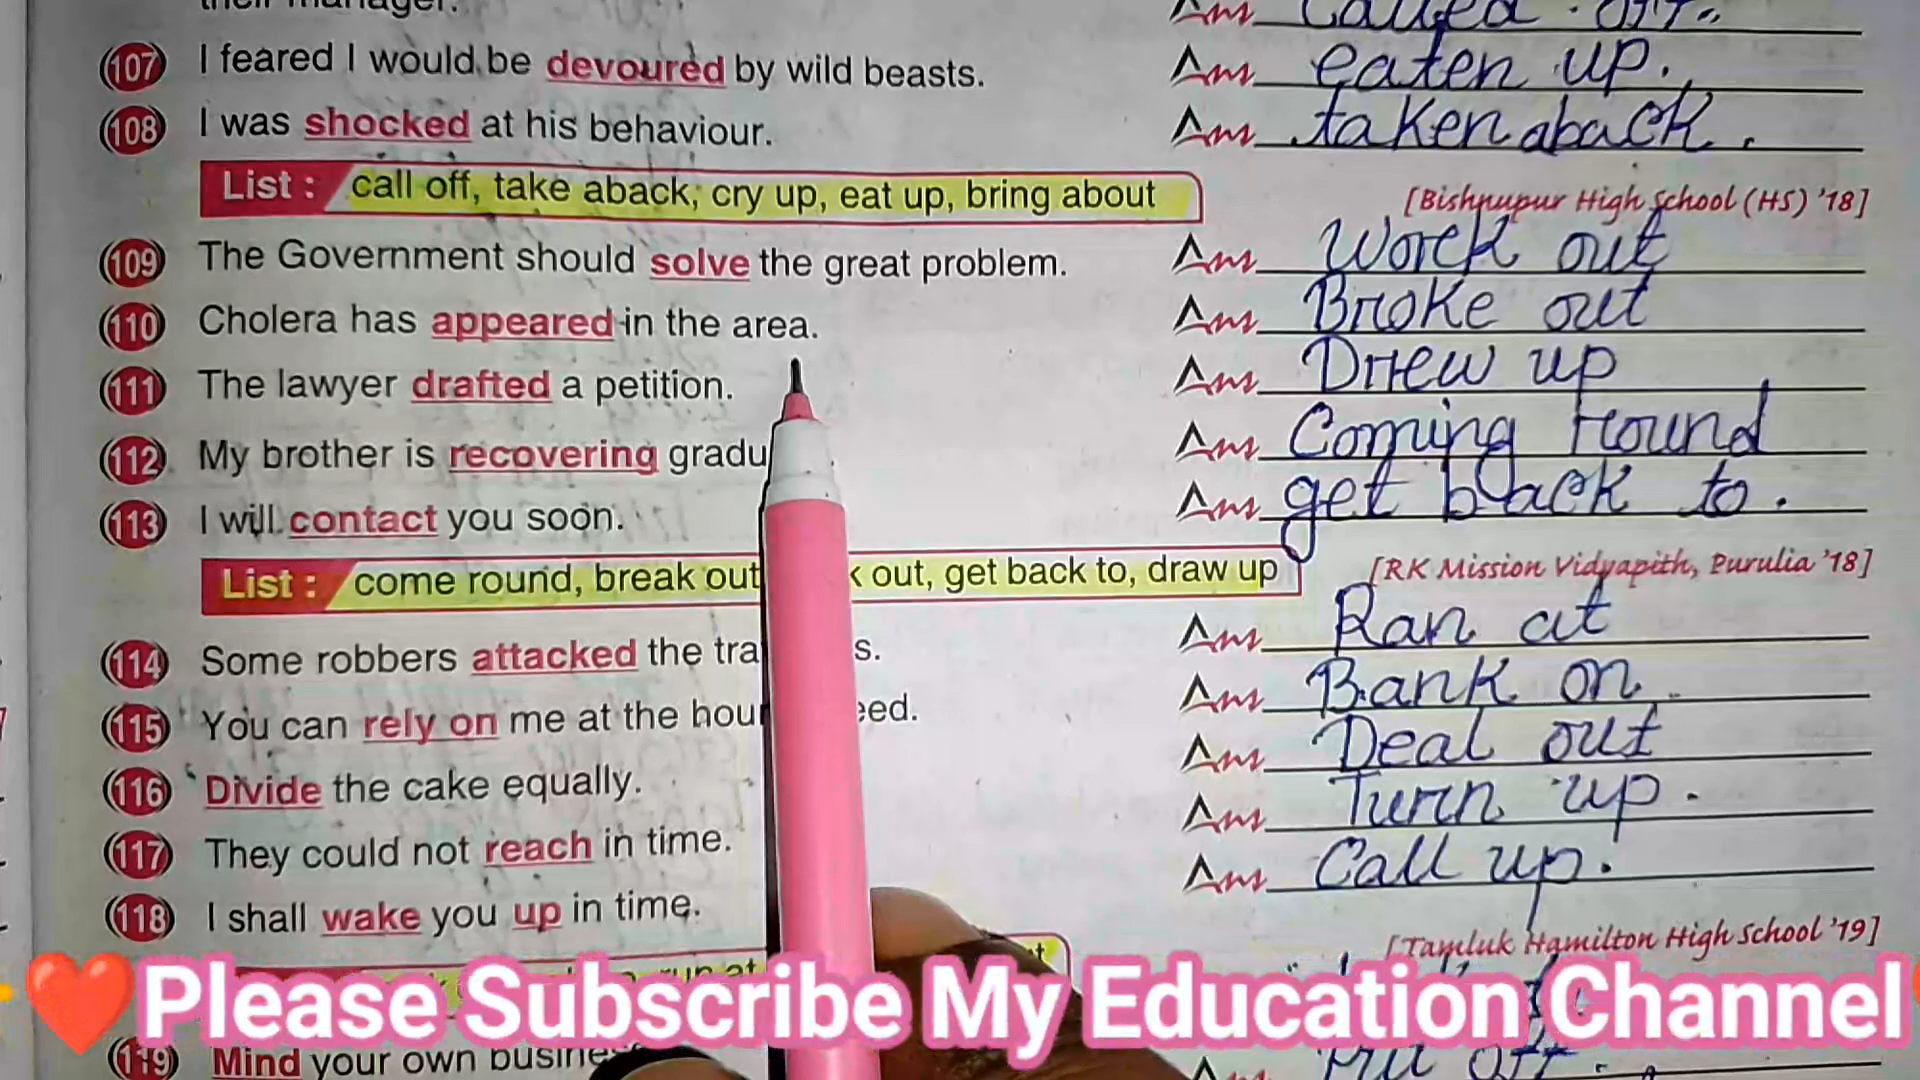 their manager. Ans Called off.
107 I feared I would be devoured by wild beasts. Ans eaten up.
108 I was shocked at his behaviour. Ans taken aback.
List : call off, take aback, cry up, eat up, bring about [Bishnupur High School (HS) '18]
109 The Government should solve the great problem. Ans Work out
110 Cholera has appeared in the area. Ans Broke out
111 The lawyer drafted a petition. Ans Drew up
112 My brother is recovering gradu Ans Coming round
113 I will contact you soon. Ans get back to.
List : come round, break out k out, get back to, draw up [RK Mission Vidyapith, Purulia '18]
114 Some robbers attacked the tra s. Ans Ran at
115 You can rely on me at the hour eed. Ans Bank on
116 Divide the cake equally. Ans Deal out
117 They could not reach in time. Ans Turn up.
118 I shall wake you up in time. Ans Call up.
[Tamluk Hamilton High School '19]
run at
Please Subscribe My Education Channel
119 Mind your own business Ans off.